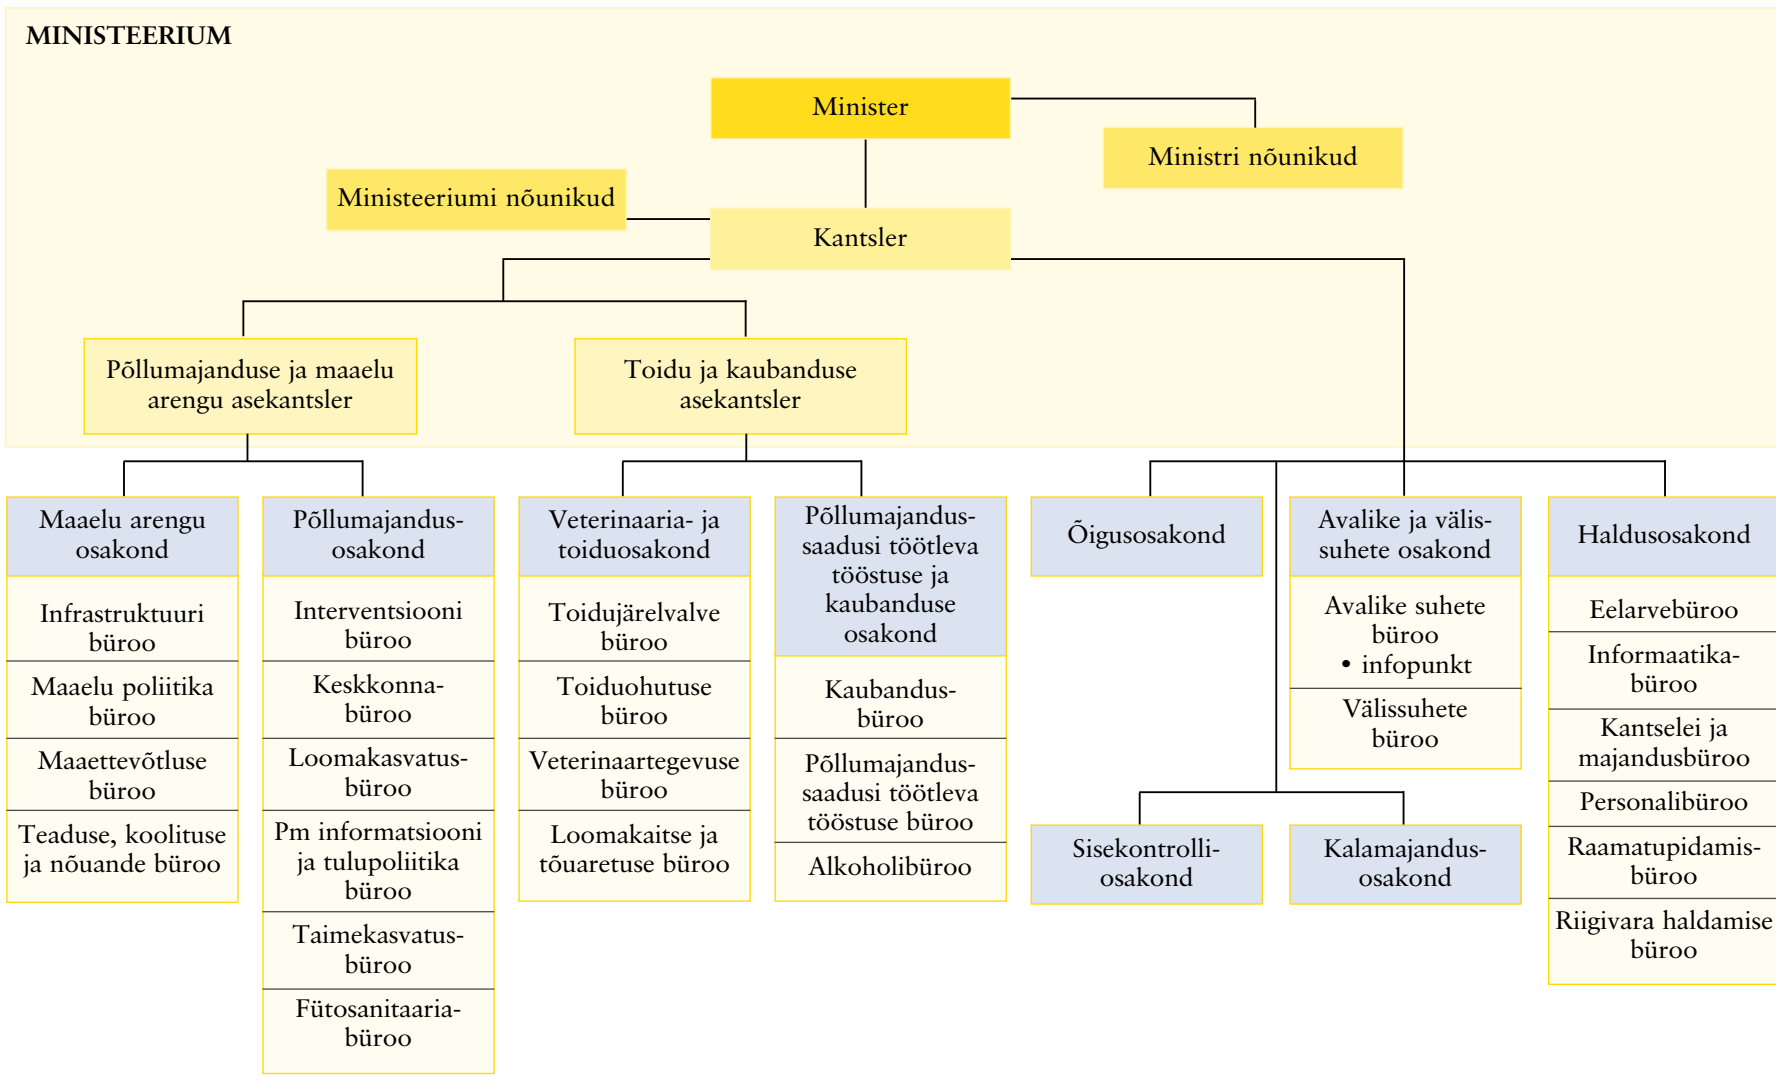 MINISTEERIUM
Minister
Ministri nõunikud
Ministeeriumi nõunikud
Kantsler
Põllumajanduse ja maaelu
arengu asekantsler
Toidu ja kaubanduse
asekantsler
Maaelu arengu
osakond
Infrastruktuuri
büroo
Maaelu poliitika
büroo
Maaettevõtluse
büroo
Teaduse, koolituse
ja nõuande büroo
Põllumajandus-
osakond
Interventsiooni
büroo
Keskkonna-
büroo
Loomakasvatus-
büroo
Pm informatsiooni
ja tulupoliitika
büroo
Taimekasvatus-
büroo
Fütosanitaaria-
büroo
Veterinaaria- ja
toiduosakond
Toidujärelvalve
büroo
Toiduohutuse
büroo
Veterinaartegevuse
büroo
Loomakaitse ja
tõuaretuse büroo
Põllumajandus-
saadusi töötleva
tööstuse ja
kaubanduse
osakond
Kaubandus-
büroo
Põllumajandus-
saadusi töötleva
tööstuse büroo
Alkoholibüroo
Õigusosakond
Avalike ja välis-
suhete osakond
Avalike suhete
büroo
• infopunkt
Välissuhete
büroo
Sisekontrolli-
osakond
Kalamajandus-
osakond
Haldusosakond
Eelarvebüroo
Informaatika-
büroo
Kantselei ja
majandusbüroo
Personalibüroo
Raamatupidamis-
büroo
Riigivara haldamise
büroo